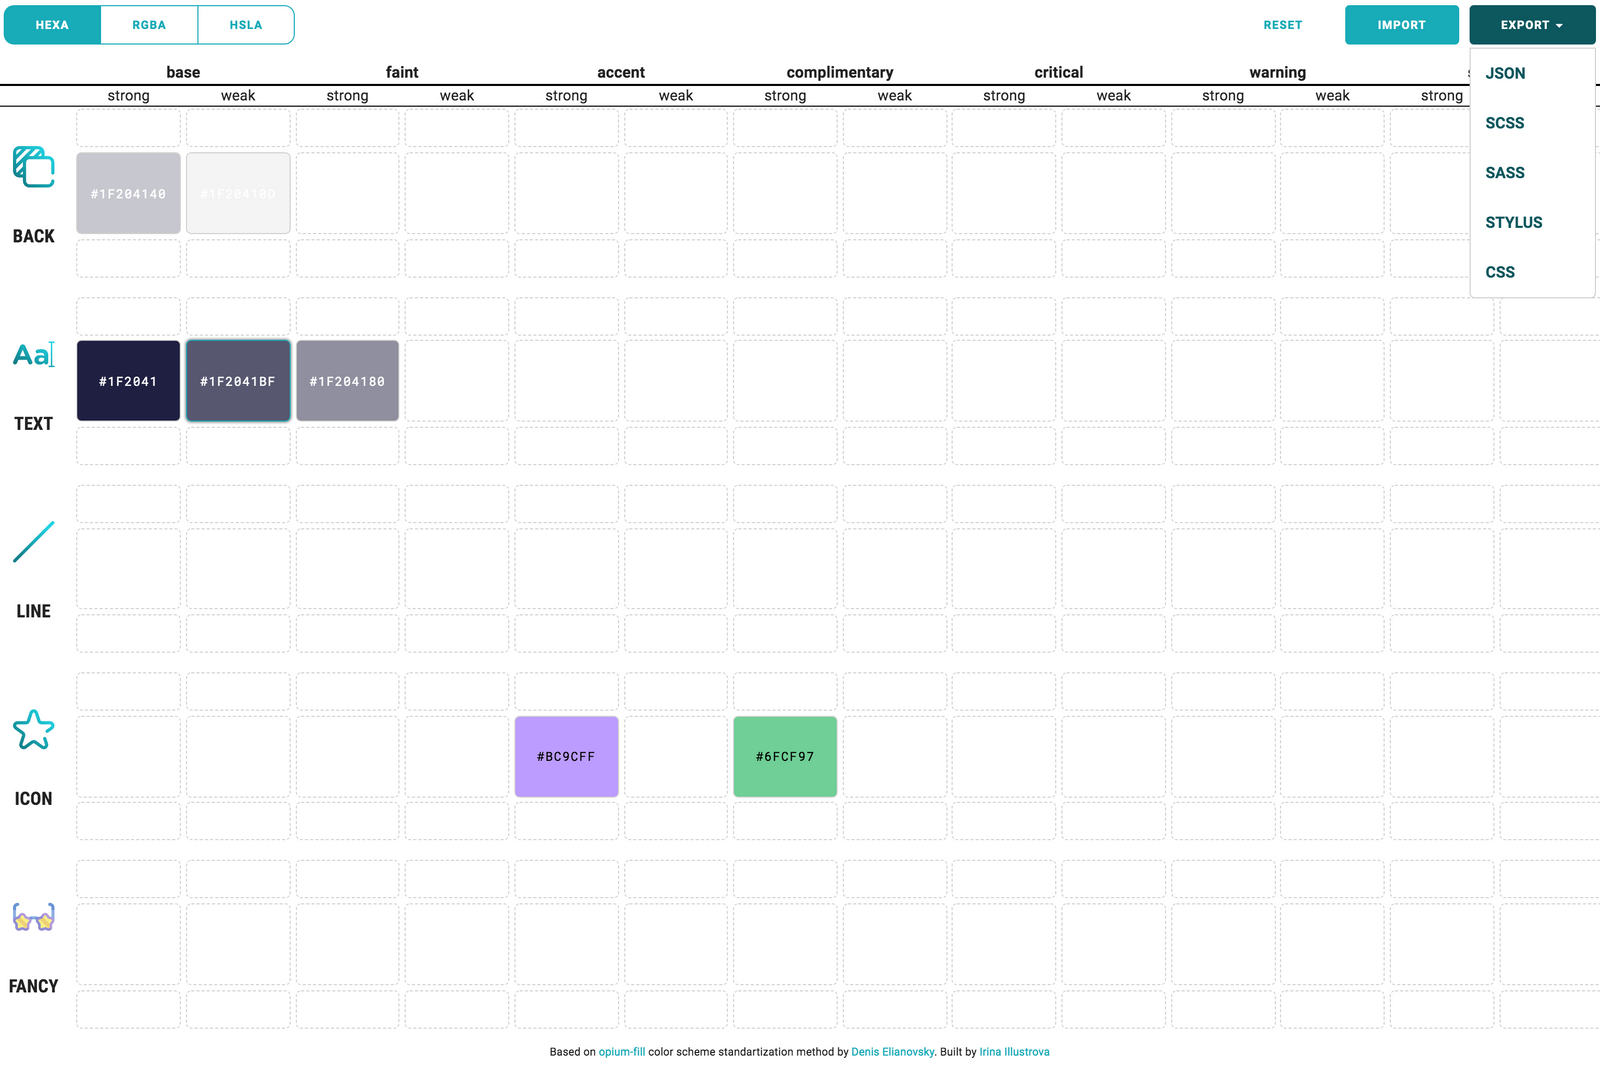 HEXA RGBA HSLA RESET IMPORT EXPORT
base faint accent complimentary critical warning
strong weak strong weak strong weak strong weak strong weak strong weak strong
JSON
SCSS
SASS
STYLUS
CSS
#1F204140 #1F20410D
BACK
#1F2041 #1F2041BF #1F204180
Aa
TEXT
LINE
#BC9CFF #6FCF97
ICON
FANCY
Based on opium-fill color scheme standartization method by Denis Elianovsky. Built by Irina Illustrova